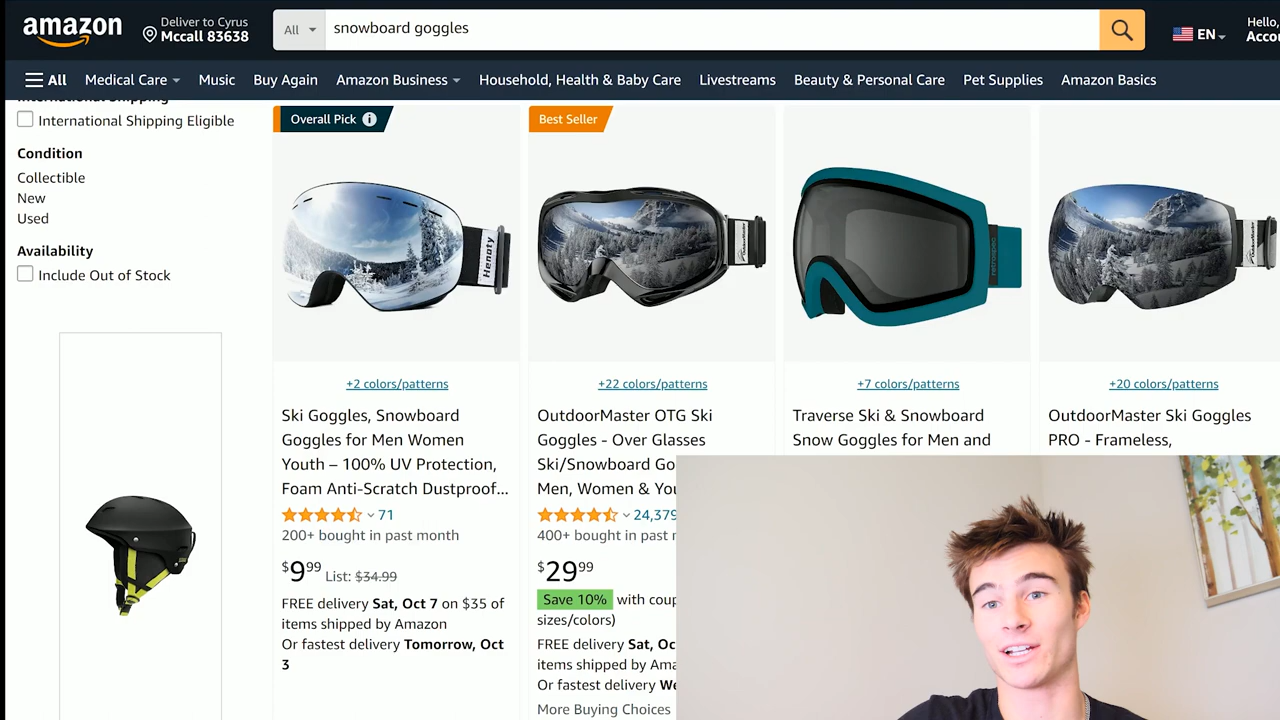 amazon
Deliver to Cyrus
Mccall 83638
All
snowboard goggles
EN
Hello,
Accou
All
Medical Care
Music
Buy Again
Amazon Business
Household, Health & Baby Care
Livestreams
Beauty & Personal Care
Pet Supplies
Amazon Basics
International Shipping
International Shipping Eligible
Condition
Collectible
New
Used
Availability
Include Out of Stock
Overall Pick
Henoty
+2 colors/patterns
Ski Goggles, Snowboard
Goggles for Men Women
Youth – 100% UV Protection,
Foam Anti-Scratch Dustproof...
71
200+ bought in past month
$9.99 List: $34.99
FREE delivery Sat, Oct 7 on $35 of
items shipped by Amazon
Or fastest delivery Tomorrow, Oct
3
Best Seller
OutdoorMaster
+22 colors/patterns
OutdoorMaster OTG Ski
Goggles - Over Glasses
Ski/Snowboard Go
Men, Women & You
24,379
400+ bought in past m
$29.99
Save 10% with coup
sizes/colors)
FREE delivery Sat, Oc
items shipped by Ama
Or fastest delivery We
More Buying Choices
retrospec
+7 colors/patterns
Traverse Ski & Snowboard
Snow Goggles for Men and
+20 colors/patterns
OutdoorMaster Ski Goggles
PRO - Frameless,